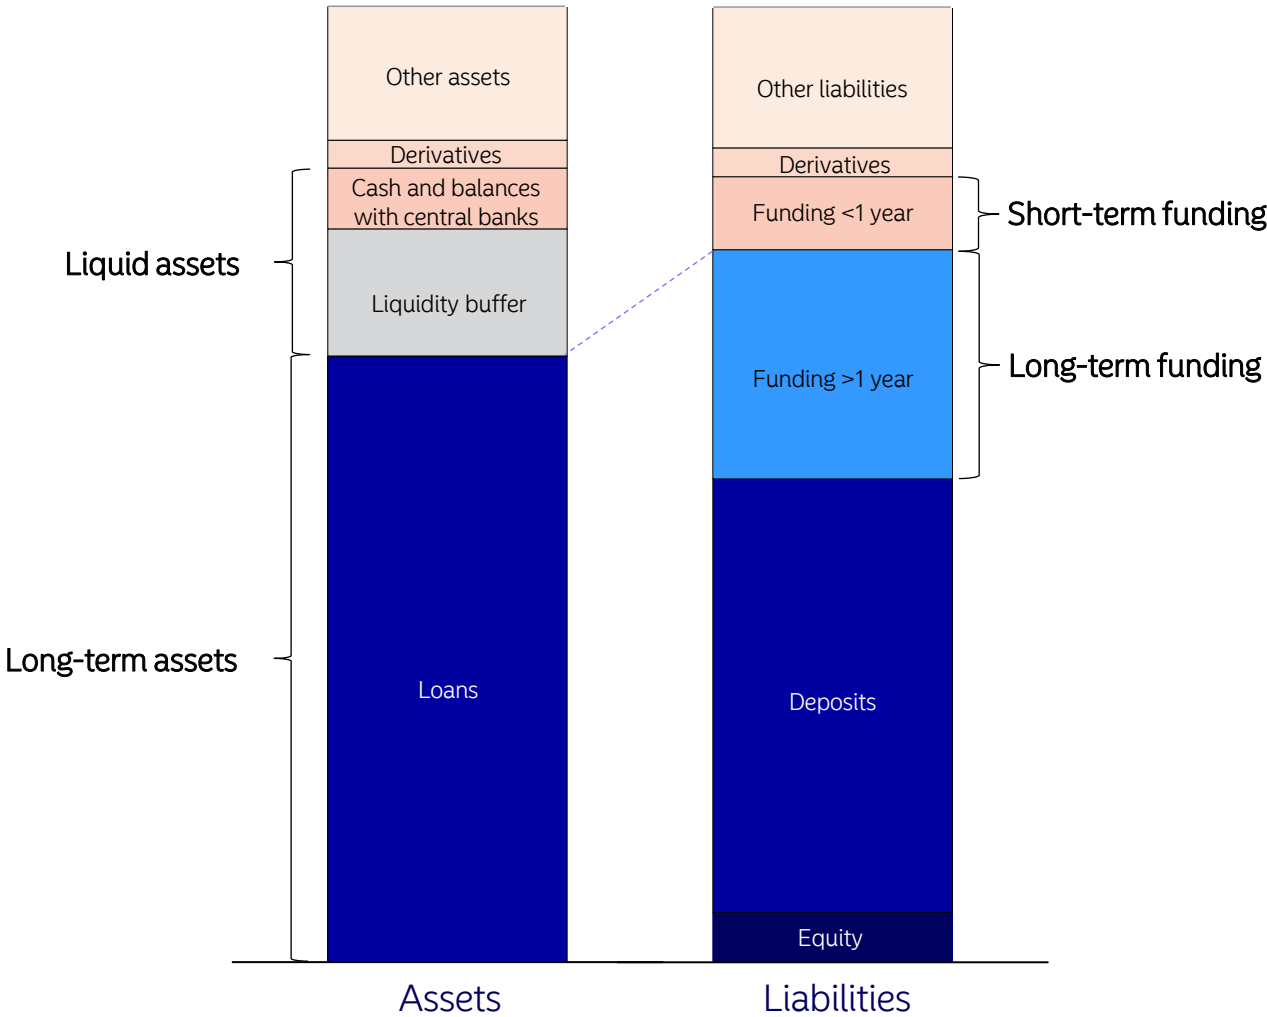 Other assets
Derivatives
Cash and balances
with central banks
Liquidity buffer
Loans
Liquid assets
Long-term assets
Other liabilities
Derivatives
Funding <1 year
Funding >1 year
Deposits
Equity
Short-term funding
Long-term funding
Assets
Liabilities